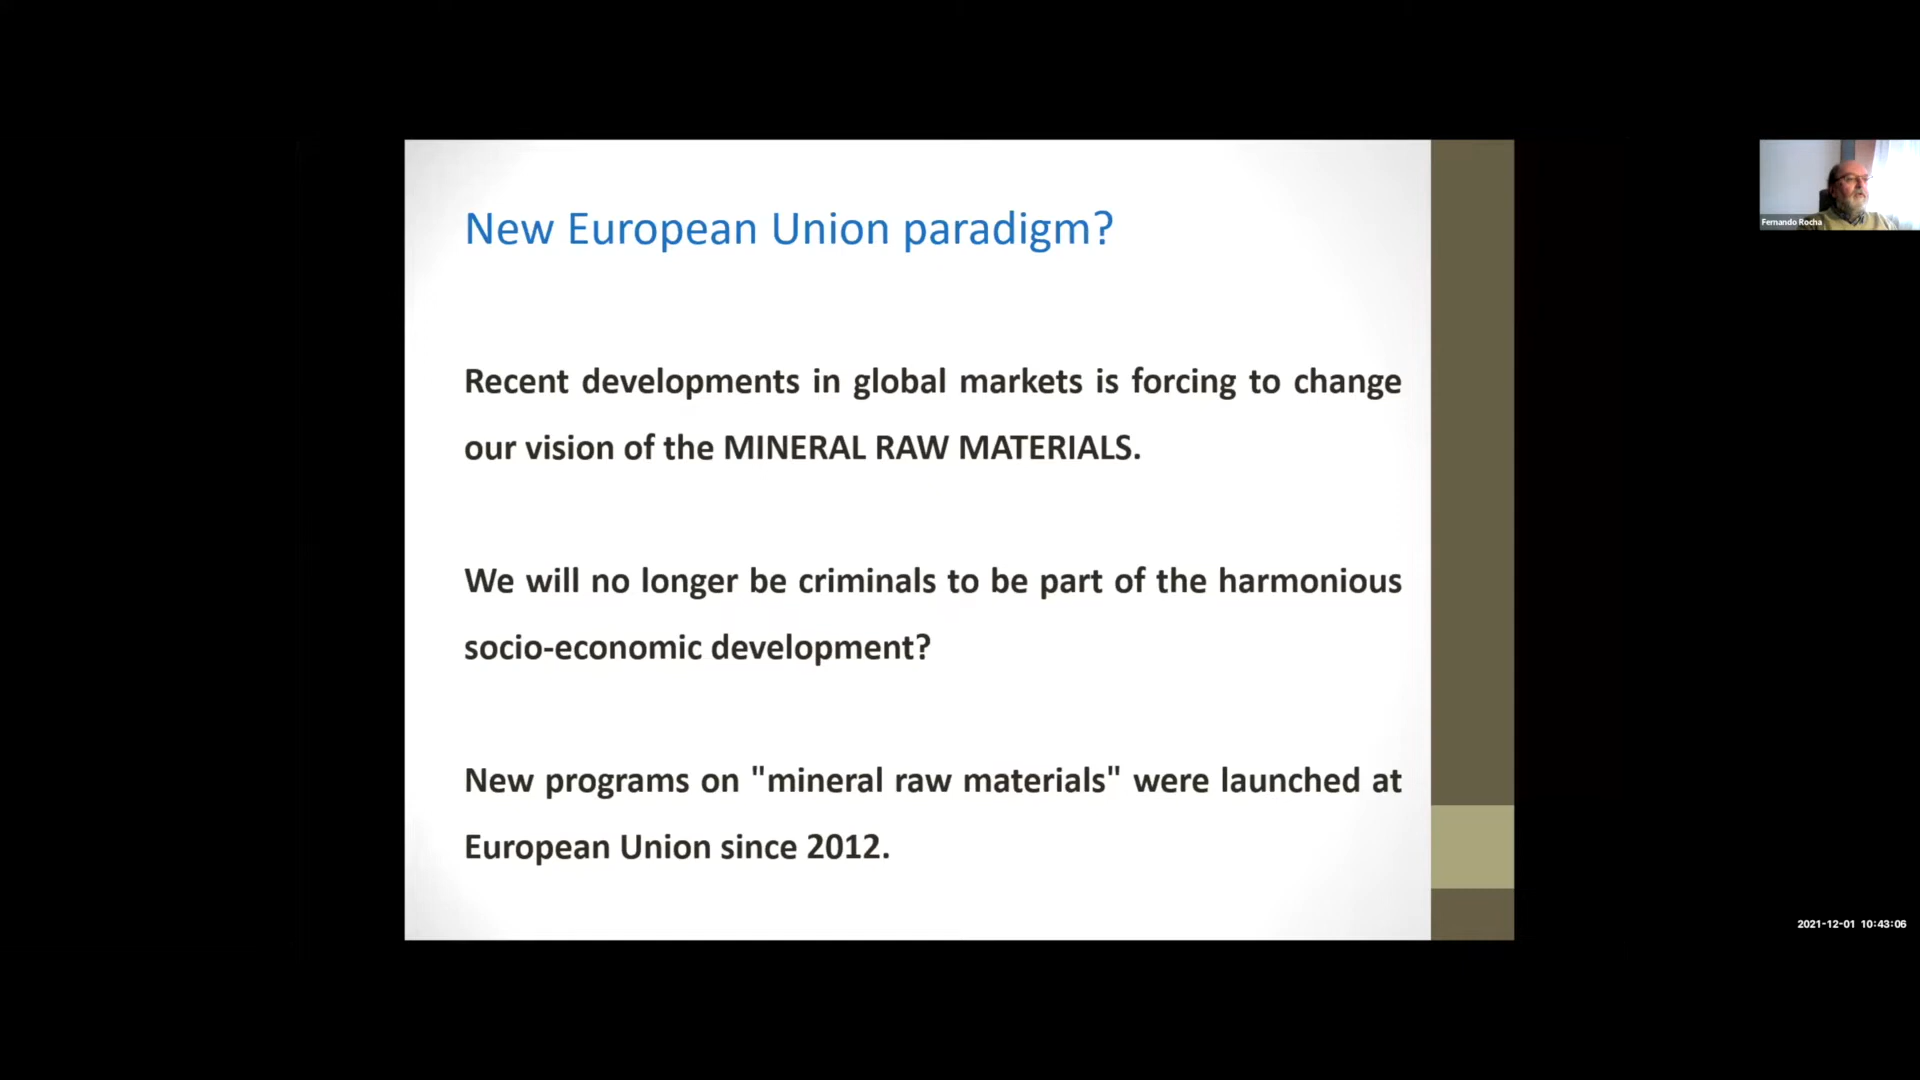 New European Union paradigm?
Recent developments in global markets is forcing to change
our vision of the MINERAL RAW MATERIALS.
We will no longer be criminals to be part of the harmonious
socio-economic development?
New programs on "mineral raw materials" were launched at
European Union since 2012.
Fernando Rocha
2021-12-01 10:43:06